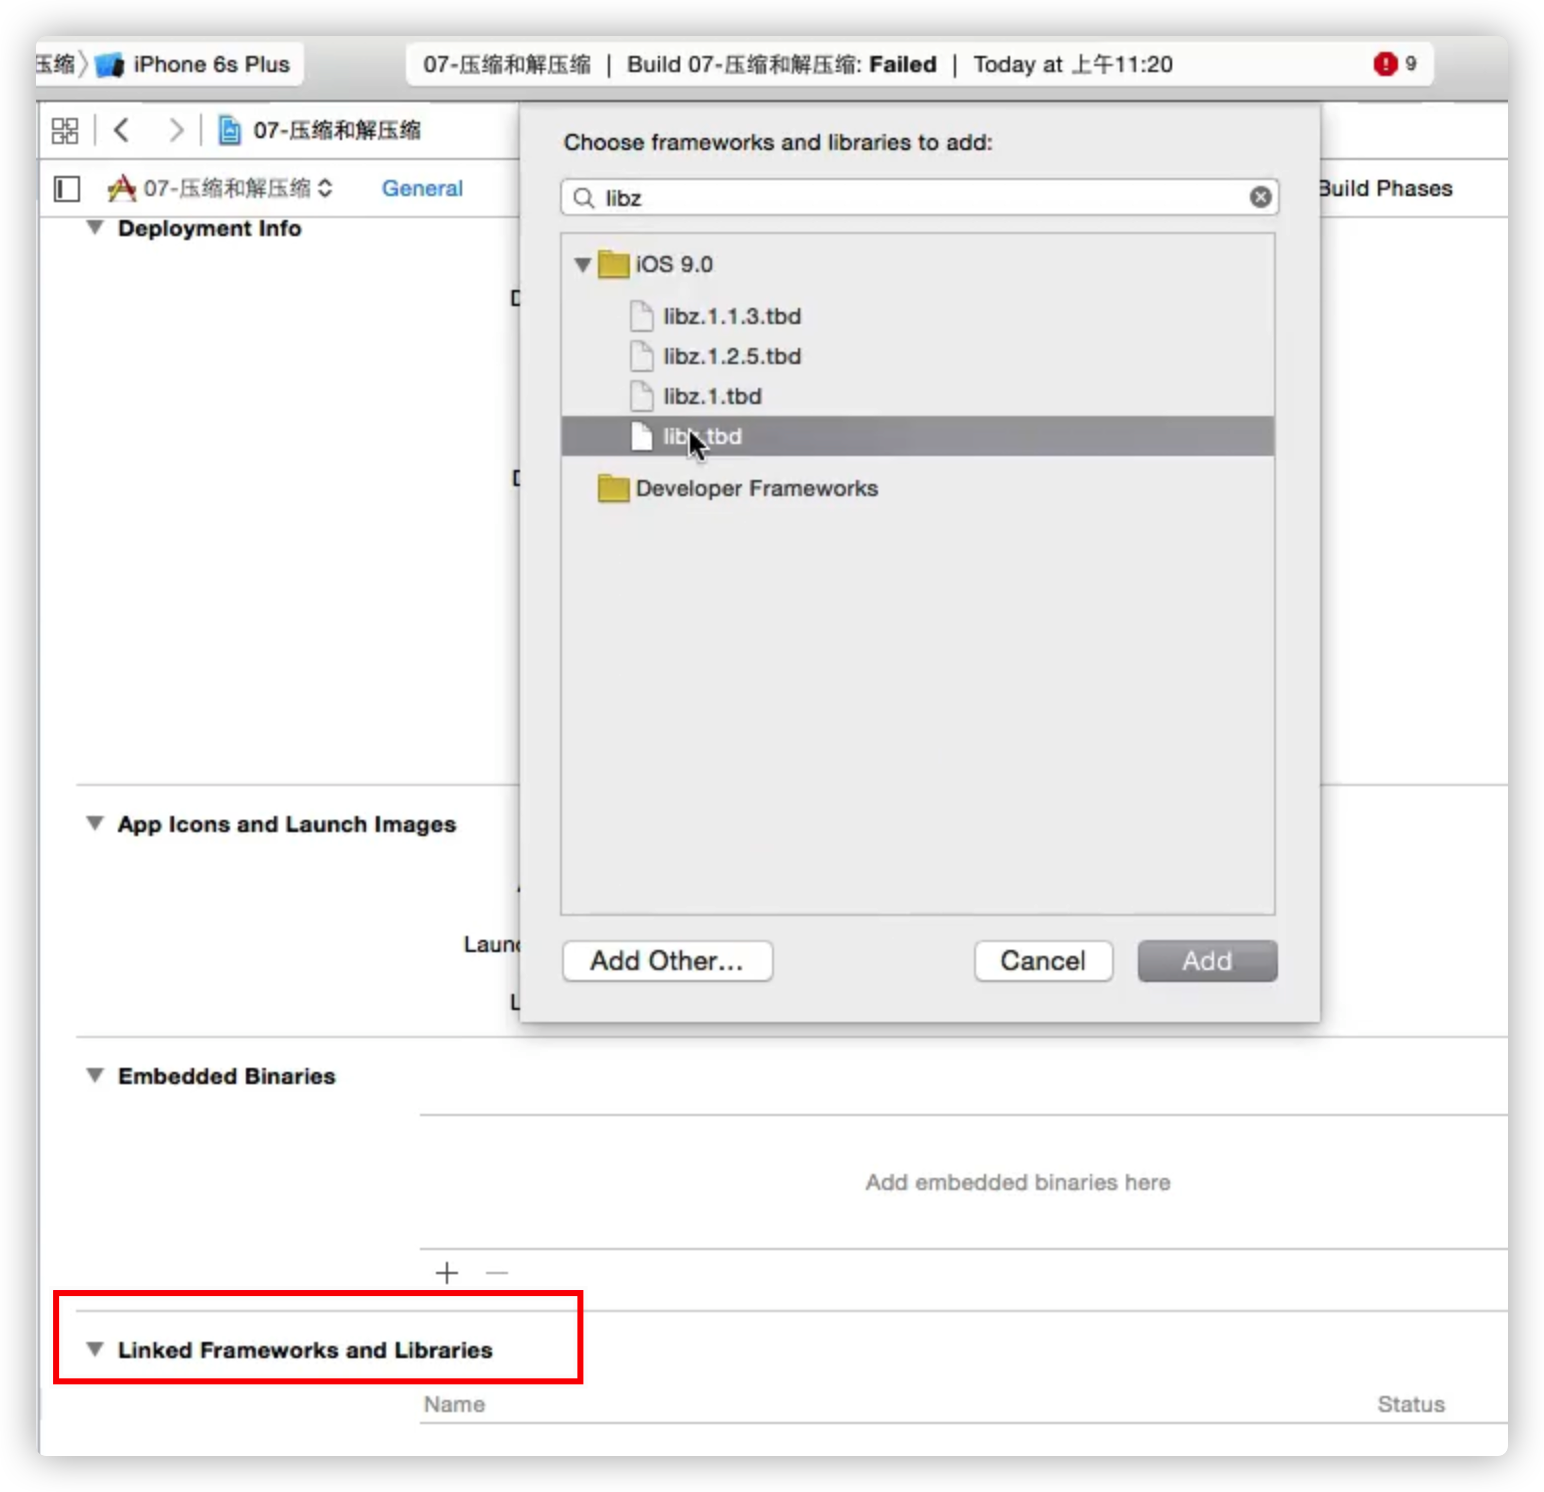 玉缩〉 iPhone 6s Plus
07-压缩和解压缩 | Build 07-压缩和解压缩: Failed | Today at 上午11:20
9
07-压缩和解压缩
Choose frameworks and libraries to add:
07-压缩和解压缩
General
libz
Build Phases
Deployment Info
iOS 9.0
libz.1.1.3.tbd
libz.1.2.5.tbd
libz.1.tbd
libz.tbd
Developer Frameworks
App Icons and Launch Images
Launc
Add Other...
Cancel
Add
L
Embedded Binaries
Add embedded binaries here
Linked Frameworks and Libraries
Name
Status